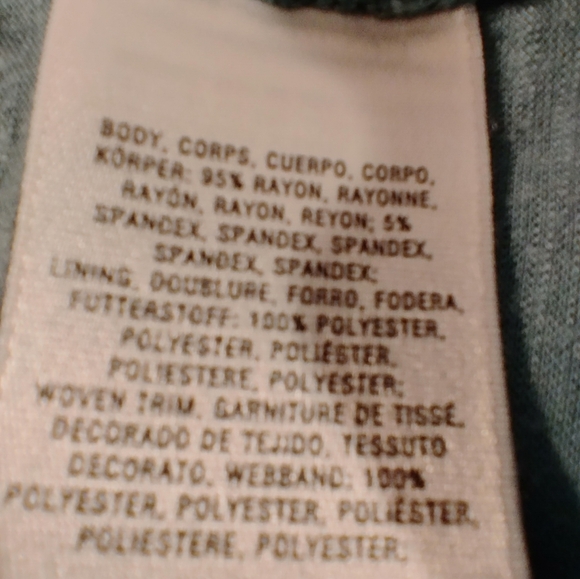 BODY, CORPS, CUERPO, CORPO,
KÖRPER: 95% RAYON, RAYONNE,
RAYÓN, RAYON, REYON; 5%
SPANDEX, SPANDEX, SPANDEX,
SPANDEX, SPANDEX;
LINING, DOUBLURE, FORRO, FODERA,
FUTTERSTOFF: 100% POLYESTER,
POLYESTER, POLIÉSTER,
POLIESTERE, POLYESTER;
WOVEN TRIM, GARNITURE DE TISSÉ,
DECORADO DE TEJIDO, TESSUTO
DECORATO, WEBBAND: 100%
POLYESTER, POLYESTER, POLIÉSTER,
POLIESTERE, POLYESTER;